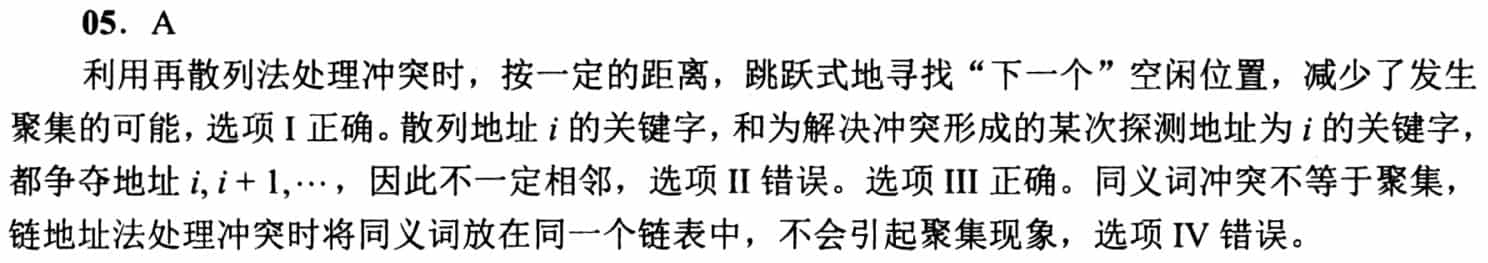 05. A
利用再散列法处理冲突时，按一定的距离，跳跃式地寻找“下一个”空闲位置，减少了发生
聚集的可能，选项 I 正确。散列地址 i 的关键字，和为解决冲突形成的某次探测地址为 i 的关键字，
都争夺地址 i, i + 1,…，因此不一定相邻，选项 II 错误。选项 III 正确。同义词冲突不等于聚集，
链地址法处理冲突时将同义词放在同一个链表中，不会引起聚集现象，选项 IV 错误。